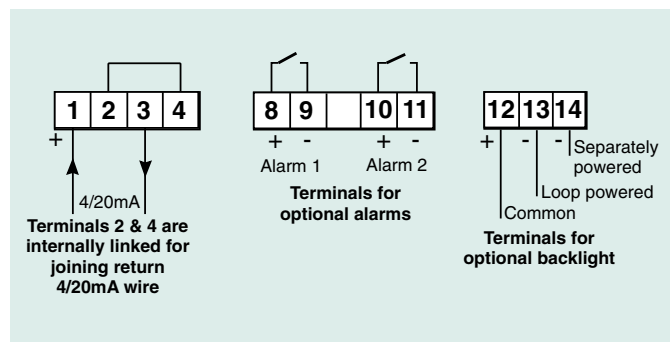 1 2 3 4
+
4/20mA
Terminals 2 & 4 are
internally linked for
joining return
4/20mA wire
8 9 10 11
+ - + -
Alarm 1 Alarm 2
Terminals for
optional alarms
12 13 14
+ - -
Separately
powered
Loop powered
Common
Terminals for
optional backlight